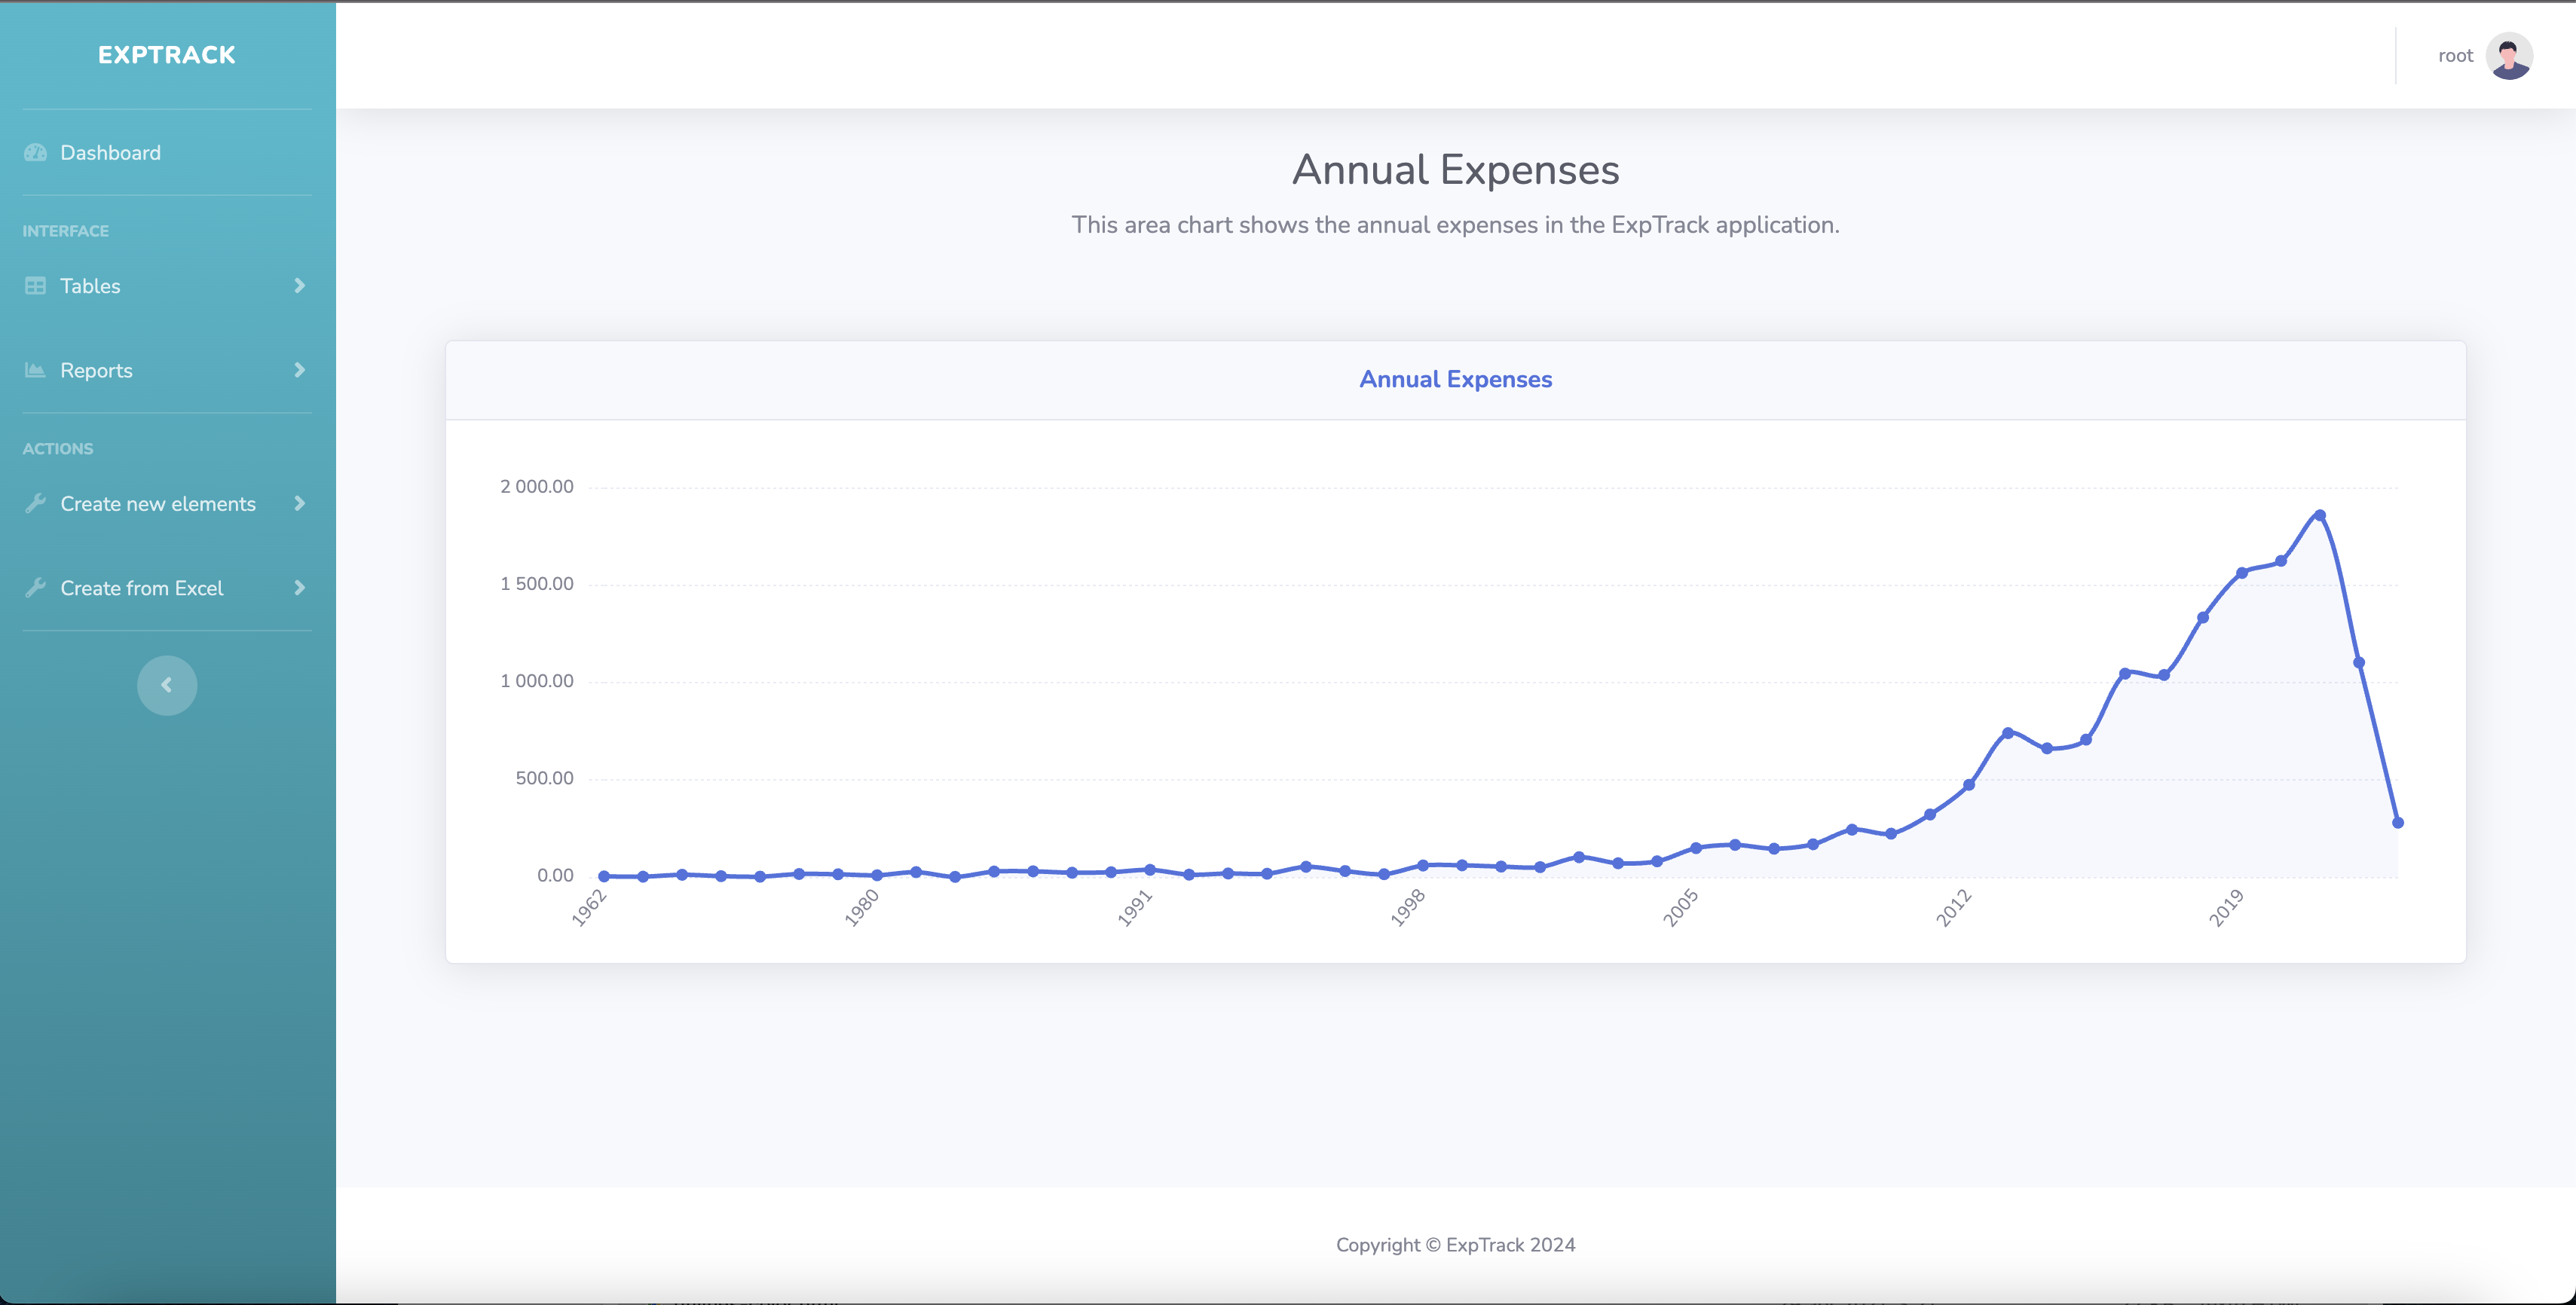 EXPTRACK
root
Dashboard
INTERFACE
Tables
Reports
ACTIONS
Create new elements
Create from Excel
Annual Expenses
This area chart shows the annual expenses in the ExpTrack application.
Annual Expenses
2 000.00
1 500.00
1 000.00
500.00
0.00
1962 1980 1991 1998 2005 2012 2019
Copyright © ExpTrack 2024